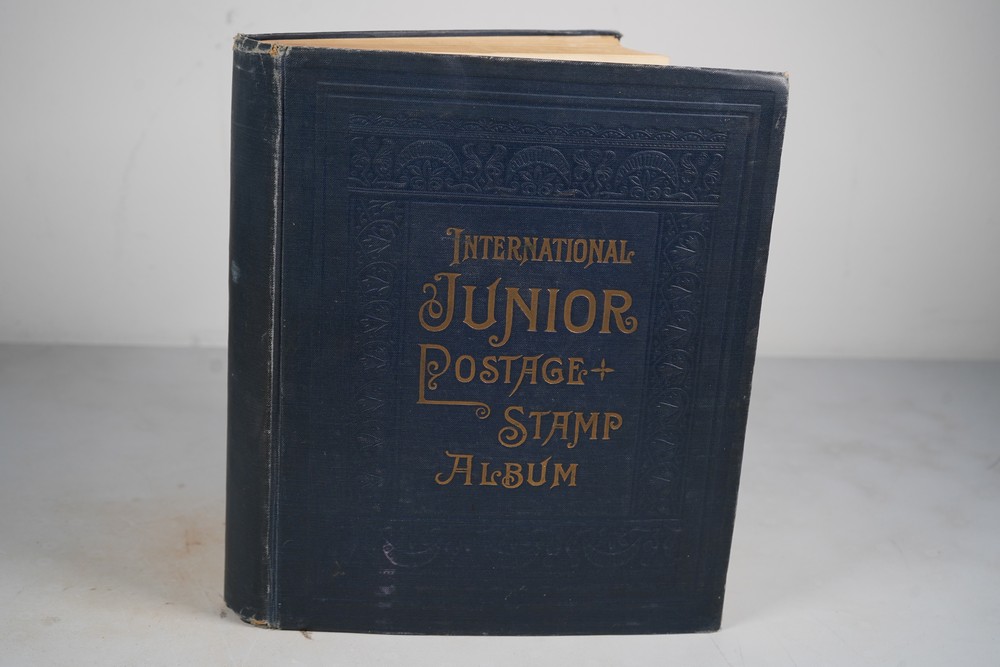 INTERNATIONAL
JUNIOR
POSTAGE
STAMP
ALBUM